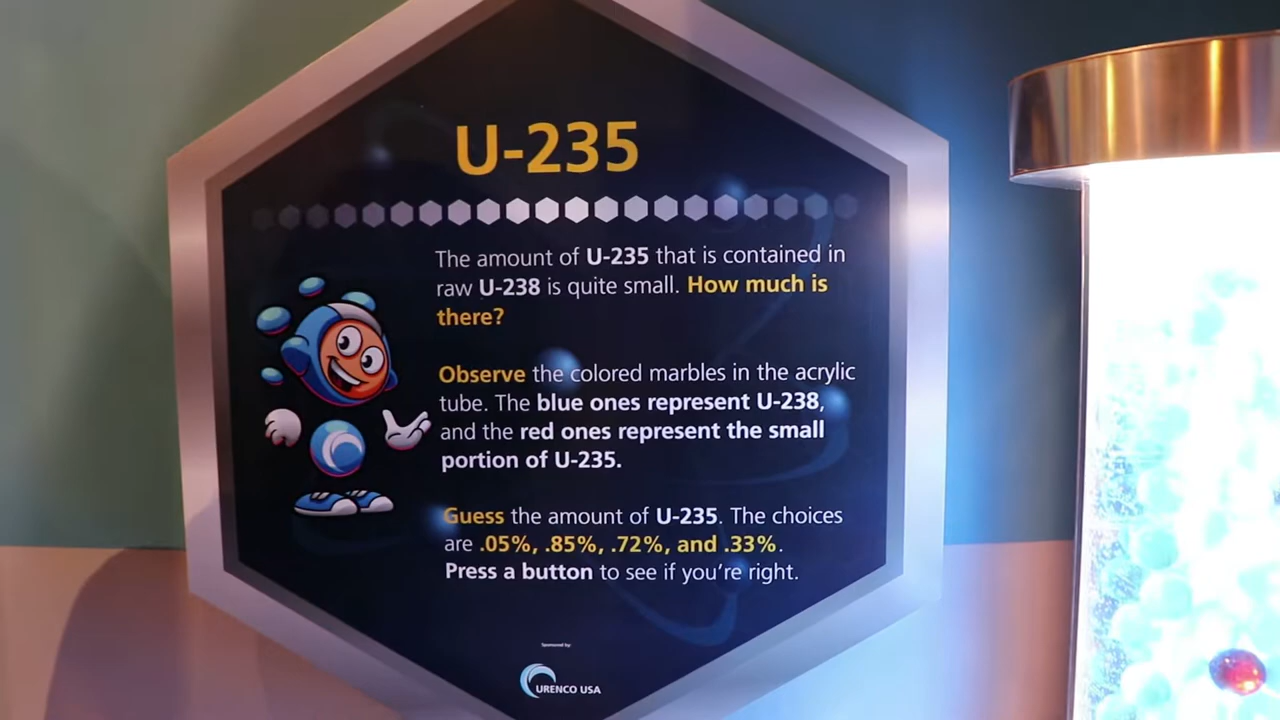 U-235
The amount of U-235 that is contained in
raw U-238 is quite small. How much is
there?
Observe the colored marbles in the acrylic
tube. The blue ones represent U-238,
and the red ones represent the small
portion of U-235.
Guess the amount of U-235. The choices
are .05%, .85%, .72%, and .33%.
Press a button to see if you're right.
Sponsored by:
URENCO USA